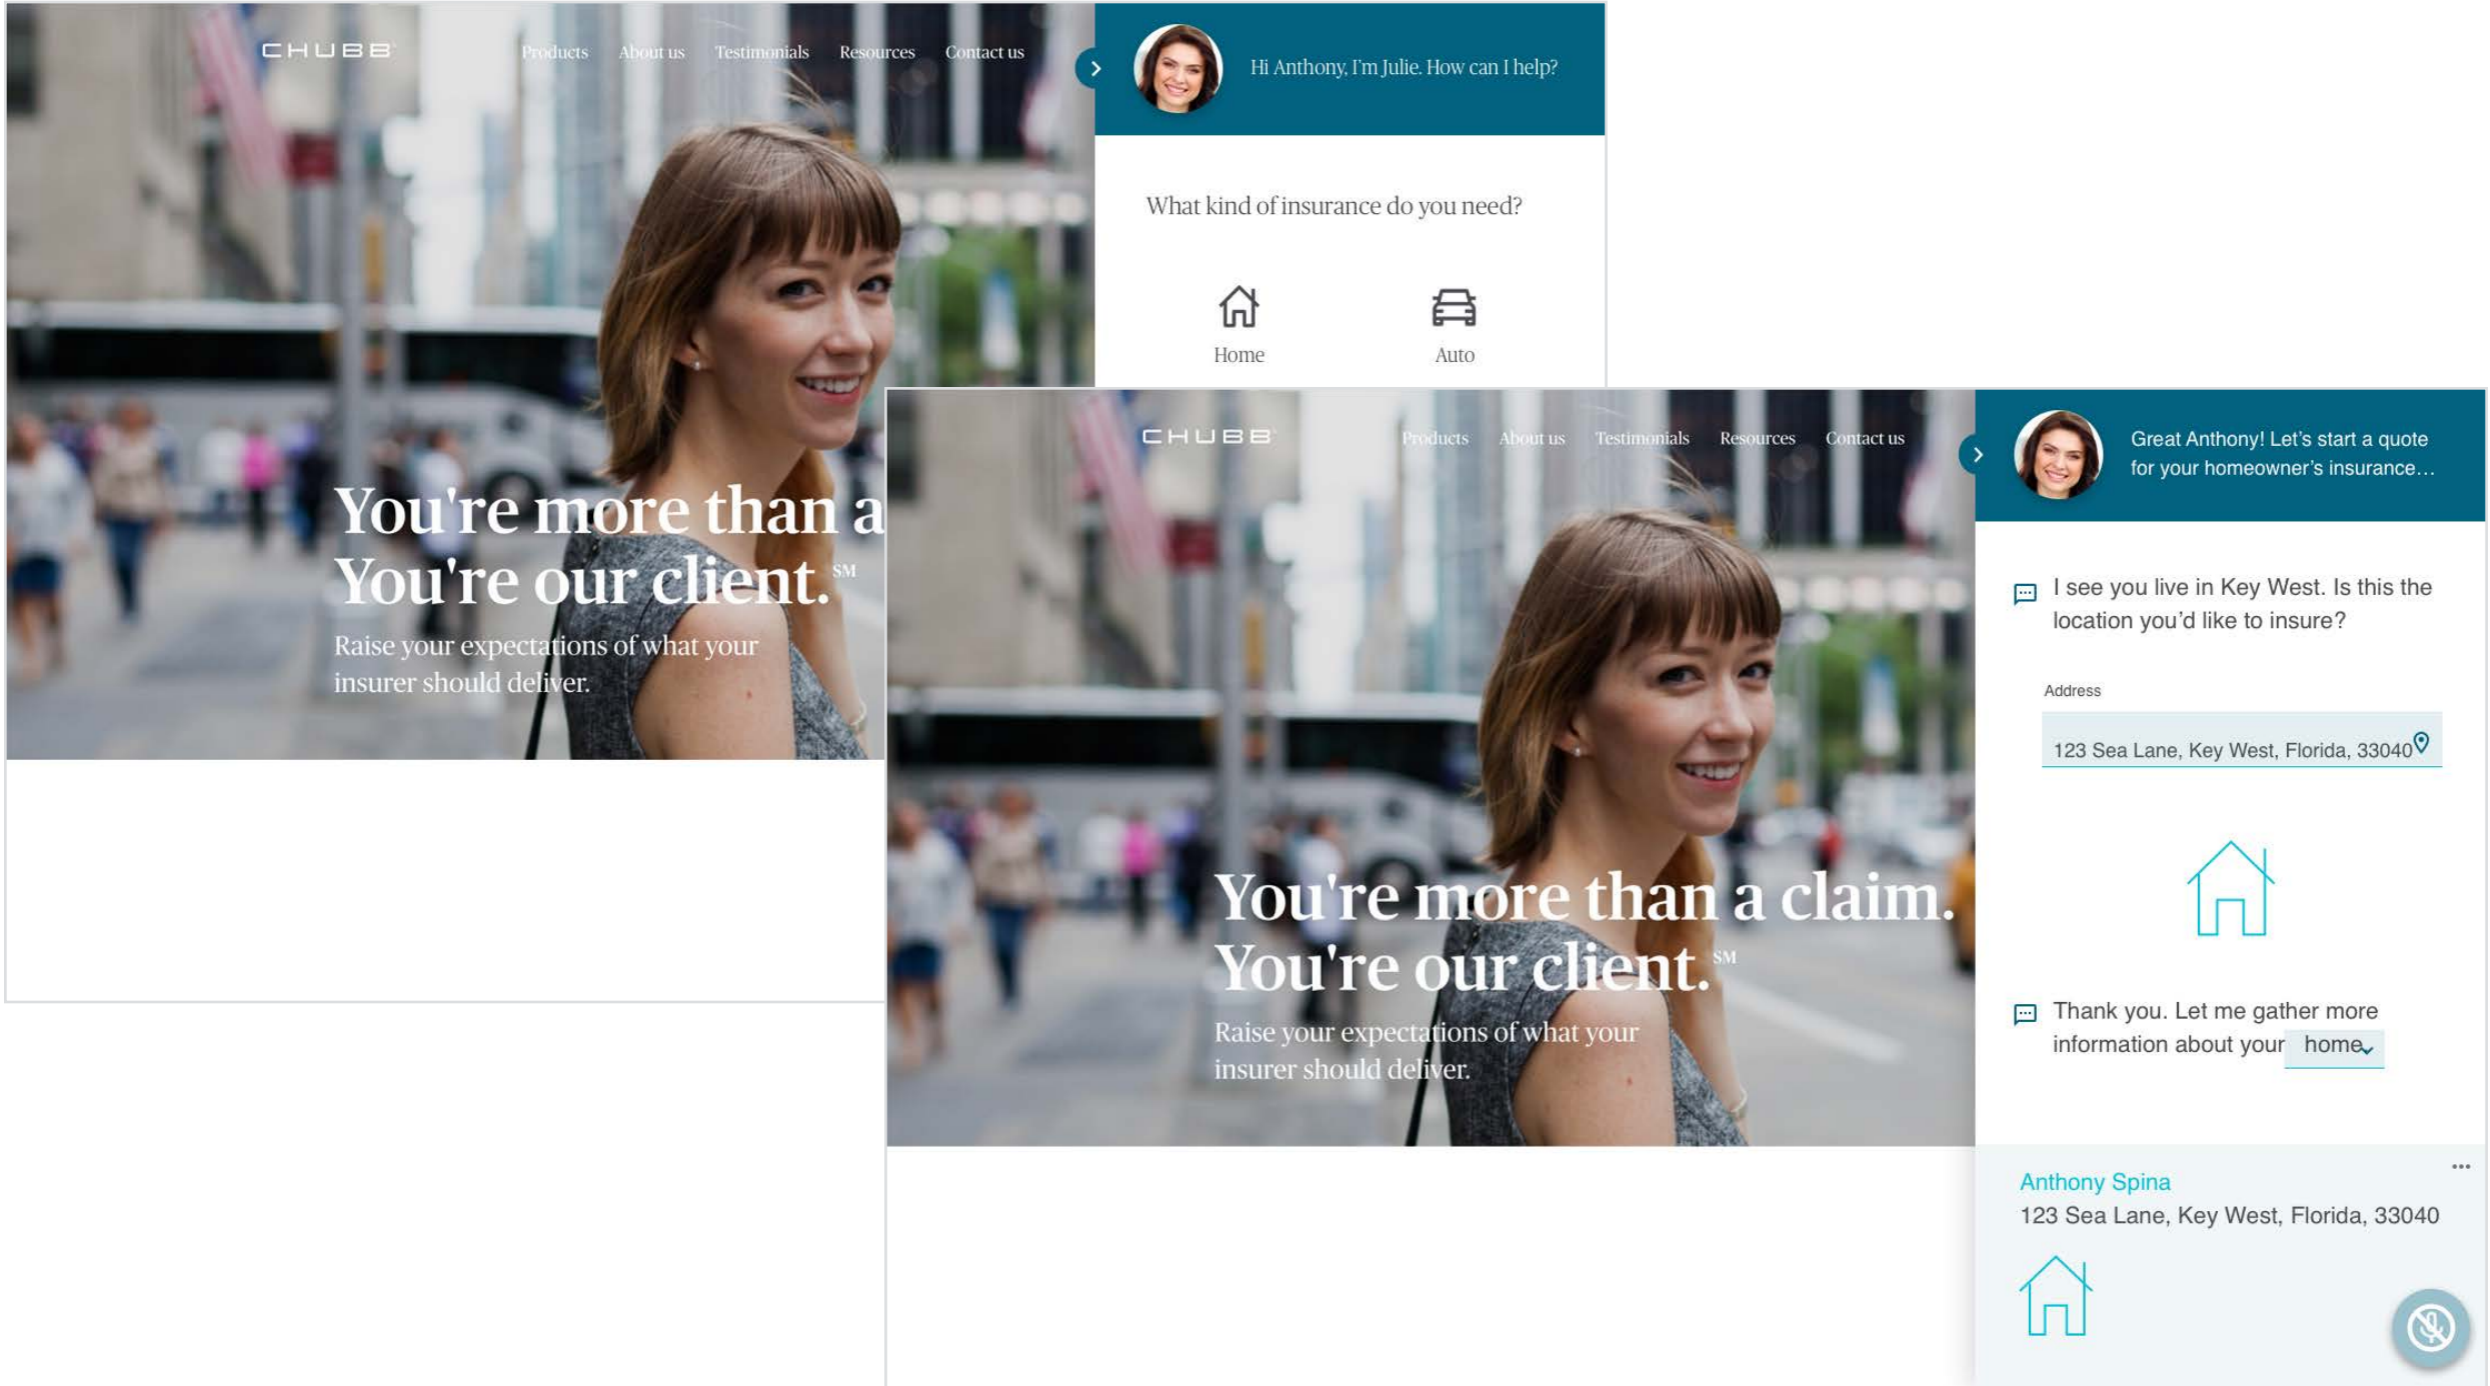 CHUBB
Products About us Testimonials Resources Contact us
Hi Anthony, I'm Julie. How can I help?
What kind of insurance do you need?
Home Auto
You're more than a
You're our client.℠
Raise your expectations of what your
insurer should deliver.
CHUBB
Products About us Testimonials Resources Contact us
You're more than a claim.
You're our client.℠
Raise your expectations of what your
insurer should deliver.
Great Anthony! Let's start a quote
for your homeowner’s insurance…
I see you live in Key West. Is this the
location you’d like to insure?
Address
123 Sea Lane, Key West, Florida, 33040
Thank you. Let me gather more
information about your home
Anthony Spina
123 Sea Lane, Key West, Florida, 33040